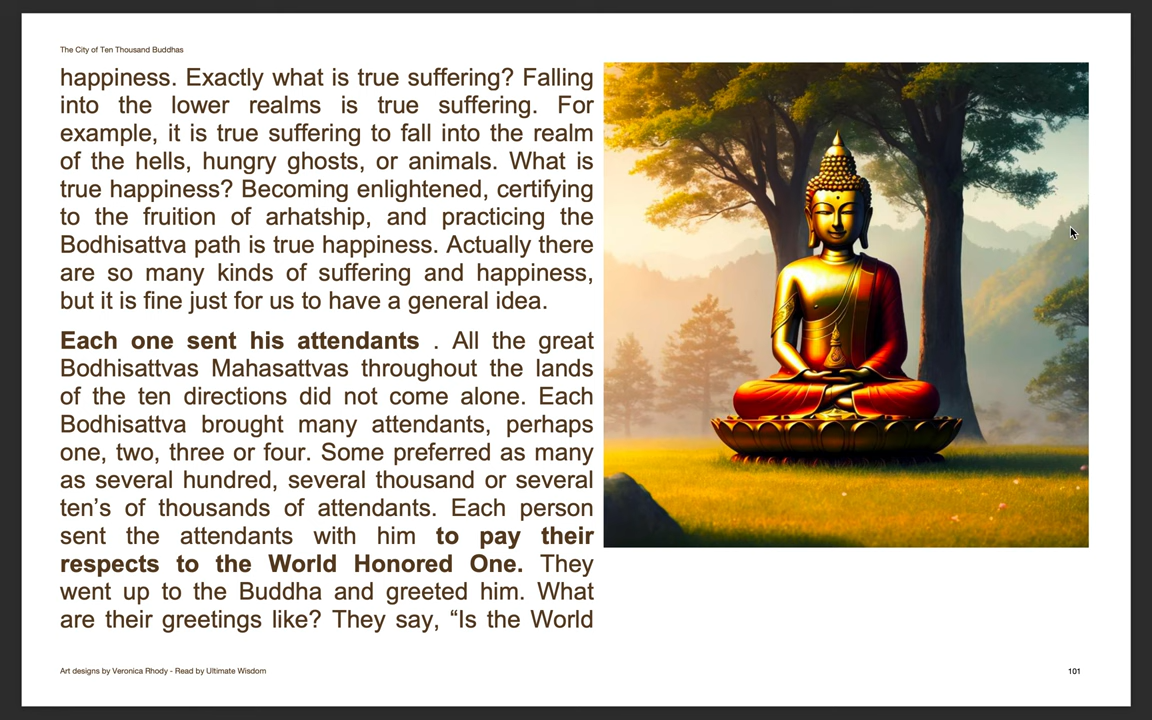 The City of Ten Thousand Buddhas
happiness. Exactly what is true suffering? Falling
into the lower realms is true suffering. For
example, it is true suffering to fall into the realm
of the hells, hungry ghosts, or animals. What is
true happiness? Becoming enlightened, certifying
to the fruition of arhatship, and practicing the
Bodhisattva path is true happiness. Actually there
are so many kinds of suffering and happiness,
but it is fine just for us to have a general idea.
Each one sent his attendants . All the great
Bodhisattvas Mahasattvas throughout the lands
of the ten directions did not come alone. Each
Bodhisattva brought many attendants, perhaps
one, two, three or four. Some preferred as many
as several hundred, several thousand or several
ten’s of thousands of attendants. Each person
sent the attendants with him to pay their
respects to the World Honored One. They
went up to the Buddha and greeted him. What
are their greetings like? They say, “Is the World
Art designs by Veronica Rhody - Read by Ultimate Wisdom
101